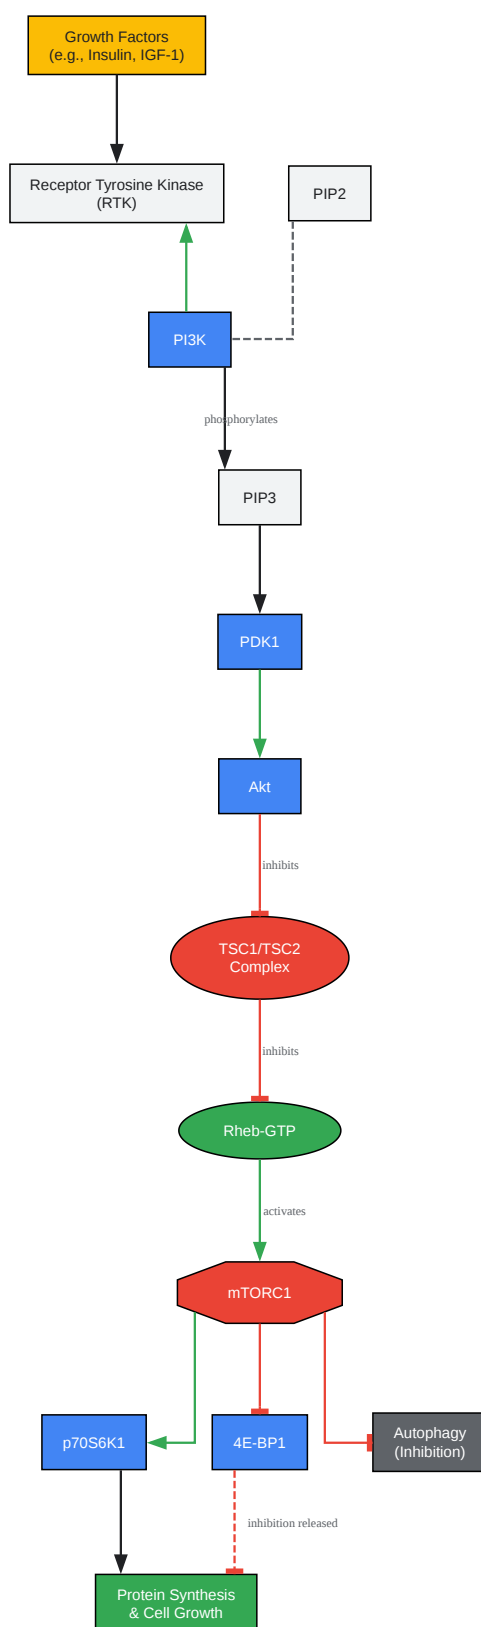 Growth Factors
(e.g., Insulin, IGF-1)
Receptor Tyrosine Kinase
(RTK)
PIP2
PI3K
phosphorylates
PIP3
PDK1
Akt
inhibits
TSC1/TSC2
Complex
inhibits
Rheb-GTP
activates
mTORC1
p70S6K1
4E-BP1
Autophagy
(Inhibition)
inhibition released
Protein Synthesis
& Cell Growth